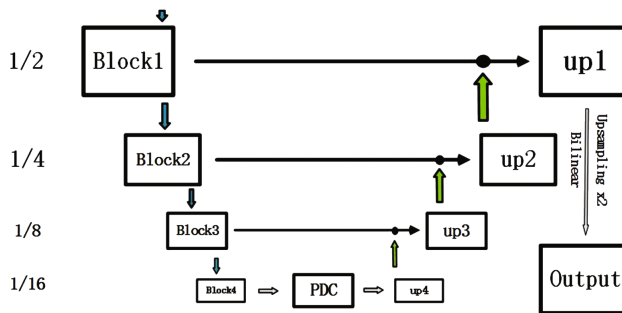 1/2
Block1
up1
1/4
Block2
up2
Upsampling x2
Bilinear
1/8
Block3
up3
1/16
Block4
PDC
up4
Output